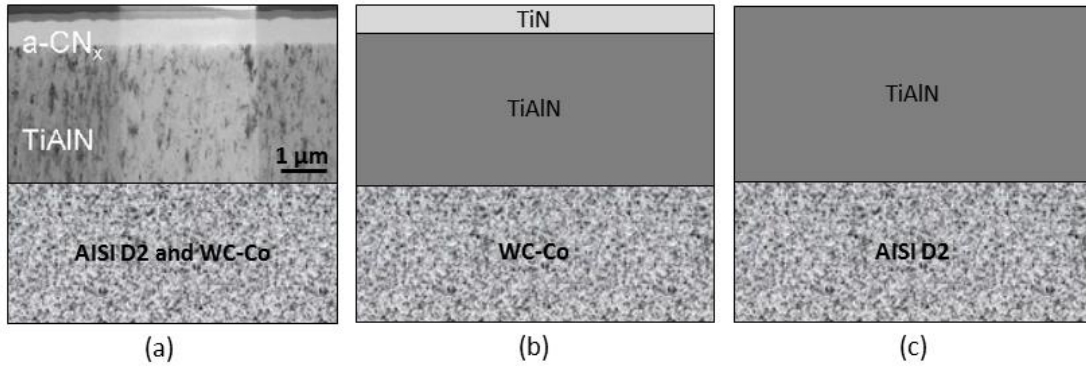 a-CNx
TiAlN
1 μm
AISI D2 and WC-Co
(a)
TiN
TiAlN
WC-Co
(b)
TiAlN
AISI D2
(c)